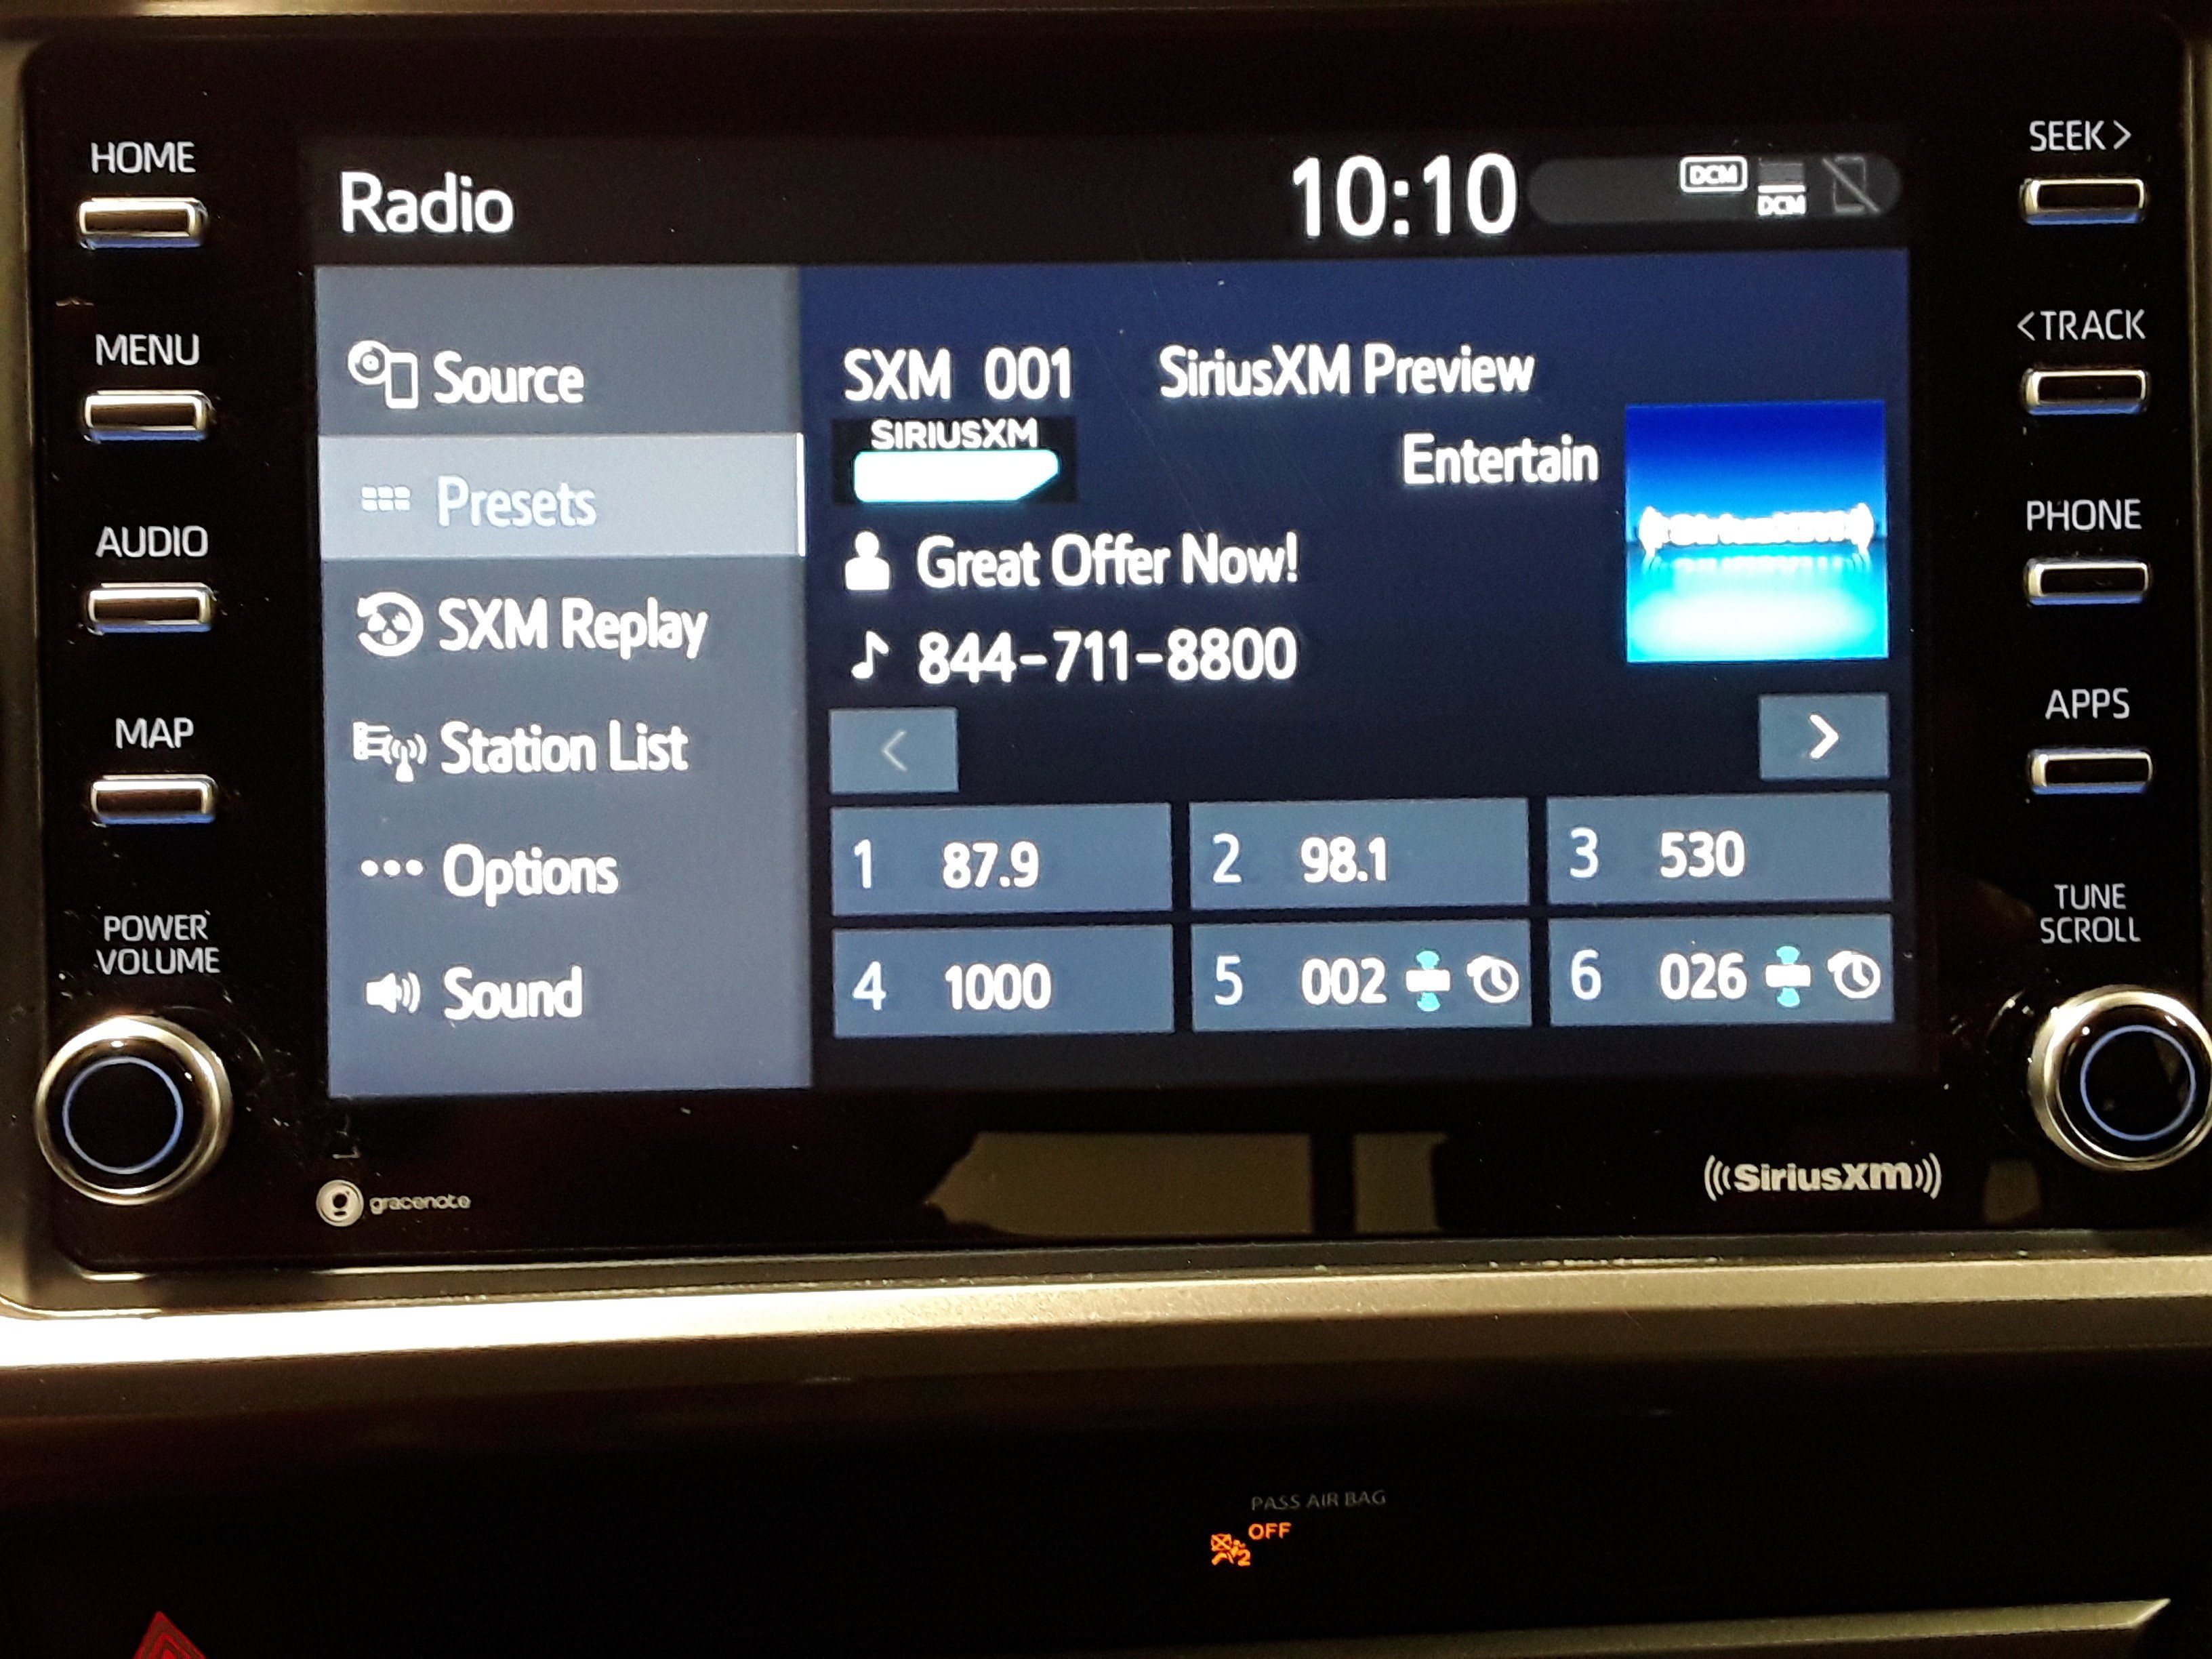 HOME
MENU
AUDIO
MAP
POWER
VOLUME
Radio
10:10
DCM
DCM
Source
Presets
SXM Replay
Station List
Options
Sound
SXM 001 SiriusXM Preview
SIRIUSXM
Entertain
SiriusXM
Great Offer Now!
844-711-8800
<
>
1 87.9
2 98.1
3 530
4 1000
5 002
6 026
SEEK >
< TRACK
PHONE
APPS
TUNE
SCROLL
gracenote
((SiriusXM))
PASS AIR BAG
OFF
2